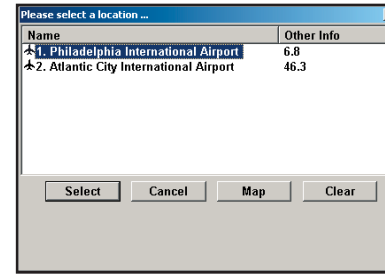 Please select a location ...
Name Other Info
1. Philadelphia International Airport 6.8
2. Atlantic City International Airport 46.3
Select Cancel Map Clear